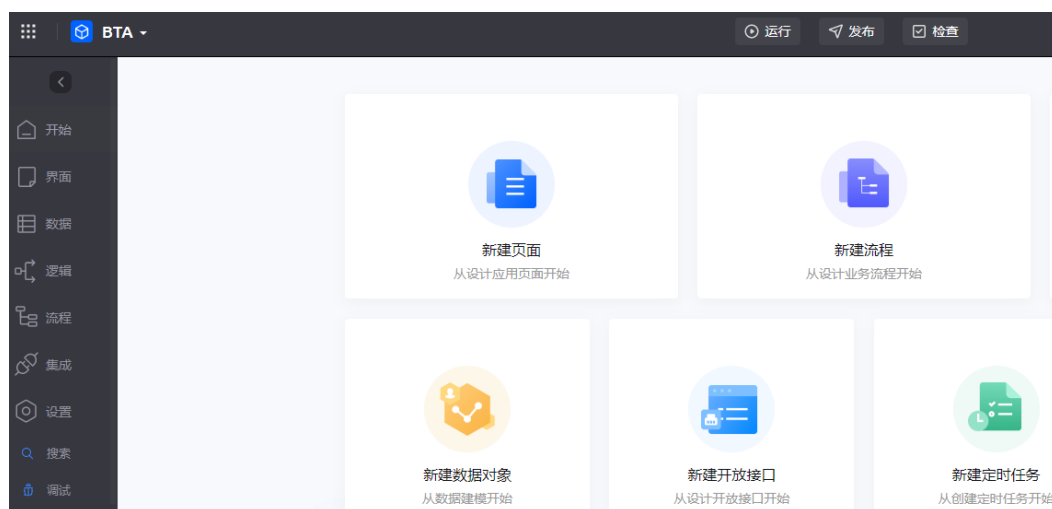 BTA
运行
发布
检查
开始
界面
数据
逻辑
流程
集成
设置
搜索
调试
新建页面
从设计应用页面开始
新建流程
从设计业务流程开始
新建数据对象
从数据建模开始
新建开放接口
从设计开放接口开始
新建定时任务
从创建定时任务开始